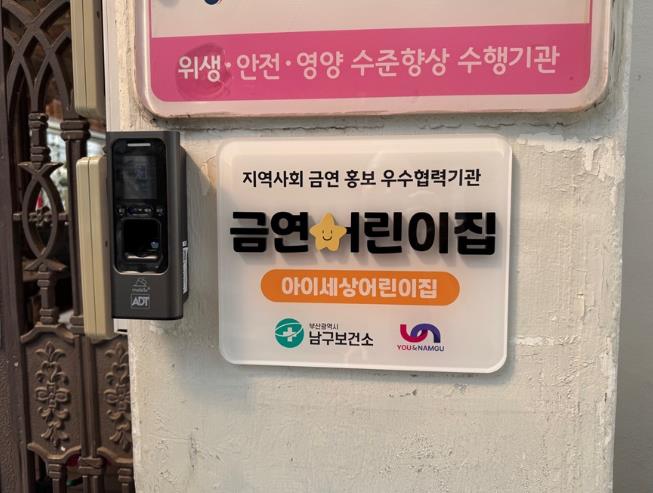 위생·안전·영양 수준향상 수행기관
지역사회 금연 홍보 우수협력기관
금연어린이집
아이세상어린이집
부산광역시
남구보건소
YOU&NAMGU
ADT